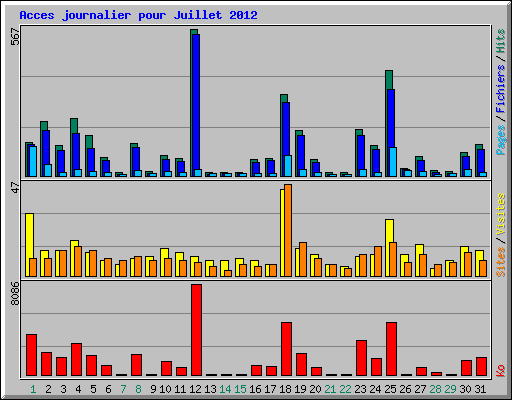 Acces journalier pour Juillet 2012
567
Pages / Fichiers / Hits
47
Sites / Visites
8086
Ko
1 2 3 4 5 6 7 8 9 10 11 12 13 14 15 16 17 18 19 20 21 22 23 24 25 26 27 28 29 30 31